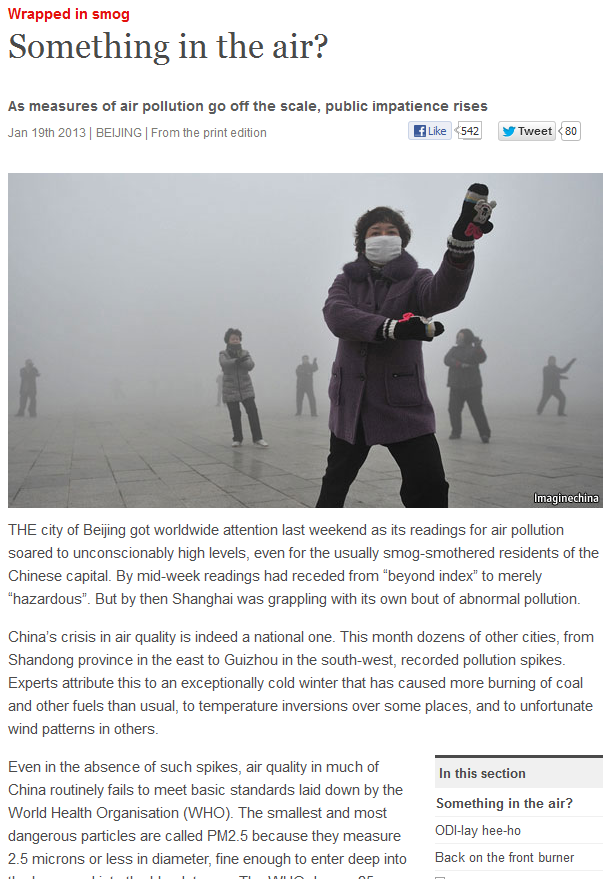 Wrapped in smog
Something in the air?
As measures of air pollution go off the scale, public impatience rises
Jan 19th 2013 | BEIJING | From the print edition
Like 542 Tweet 80
Imaginechina
THE city of Beijing got worldwide attention last weekend as its readings for air pollution
soared to unconscionably high levels, even for the usually smog-smothered residents of the
Chinese capital. By mid-week readings had receded from “beyond index” to merely
“hazardous”. But by then Shanghai was grappling with its own bout of abnormal pollution.
China’s crisis in air quality is indeed a national one. This month dozens of other cities, from
Shandong province in the east to Guizhou in the south-west, recorded pollution spikes.
Experts attribute this to an exceptionally cold winter that has caused more burning of coal
and other fuels than usual, to temperature inversions over some places, and to unfortunate
wind patterns in others.
Even in the absence of such spikes, air quality in much of
China routinely fails to meet basic standards laid down by the
World Health Organisation (WHO). The smallest and most
dangerous particles are called PM2.5 because they measure
2.5 microns or less in diameter, fine enough to enter deep into
In this section
Something in the air?
ODI-lay hee-ho
Back on the front burner